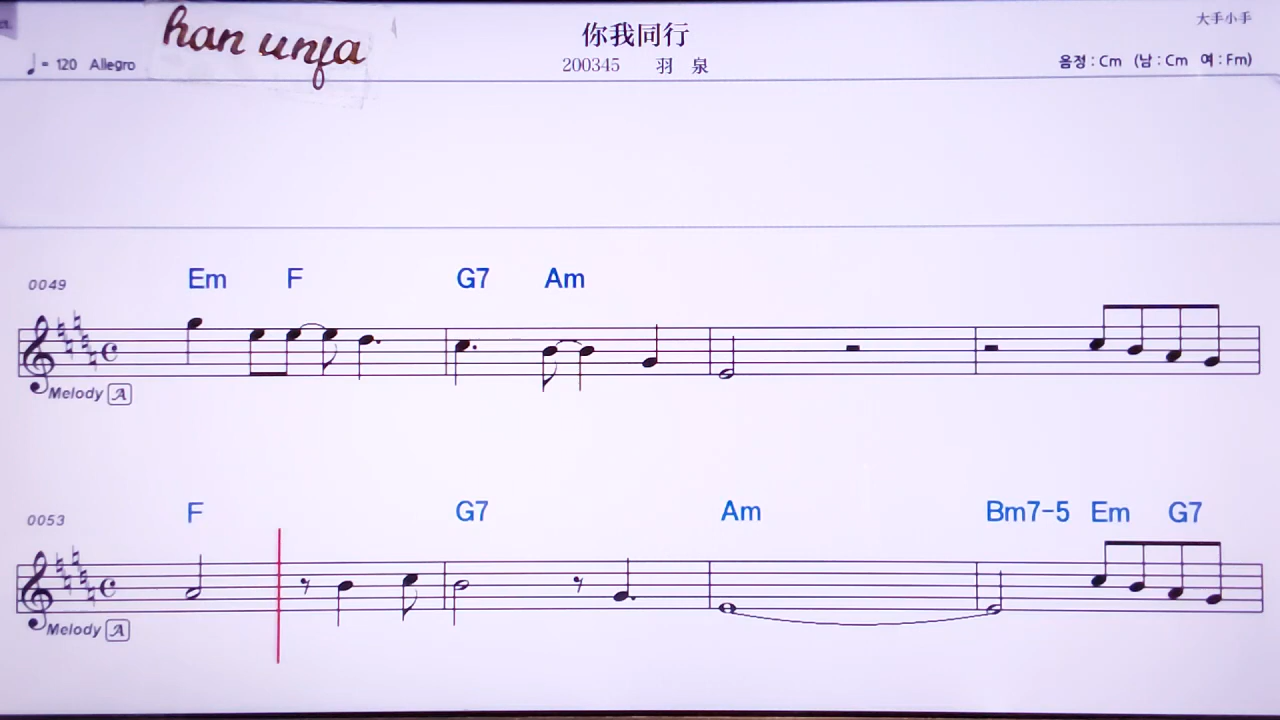 han unfa
你我同行
大手小手
♩= 120 Allegro
200345 羽 泉
음정 : Cm (남 : Cm 여 : Fm)
0049
Em F G7 Am
Melody A
0053
F G7 Am Bm7-5 Em G7
Melody A